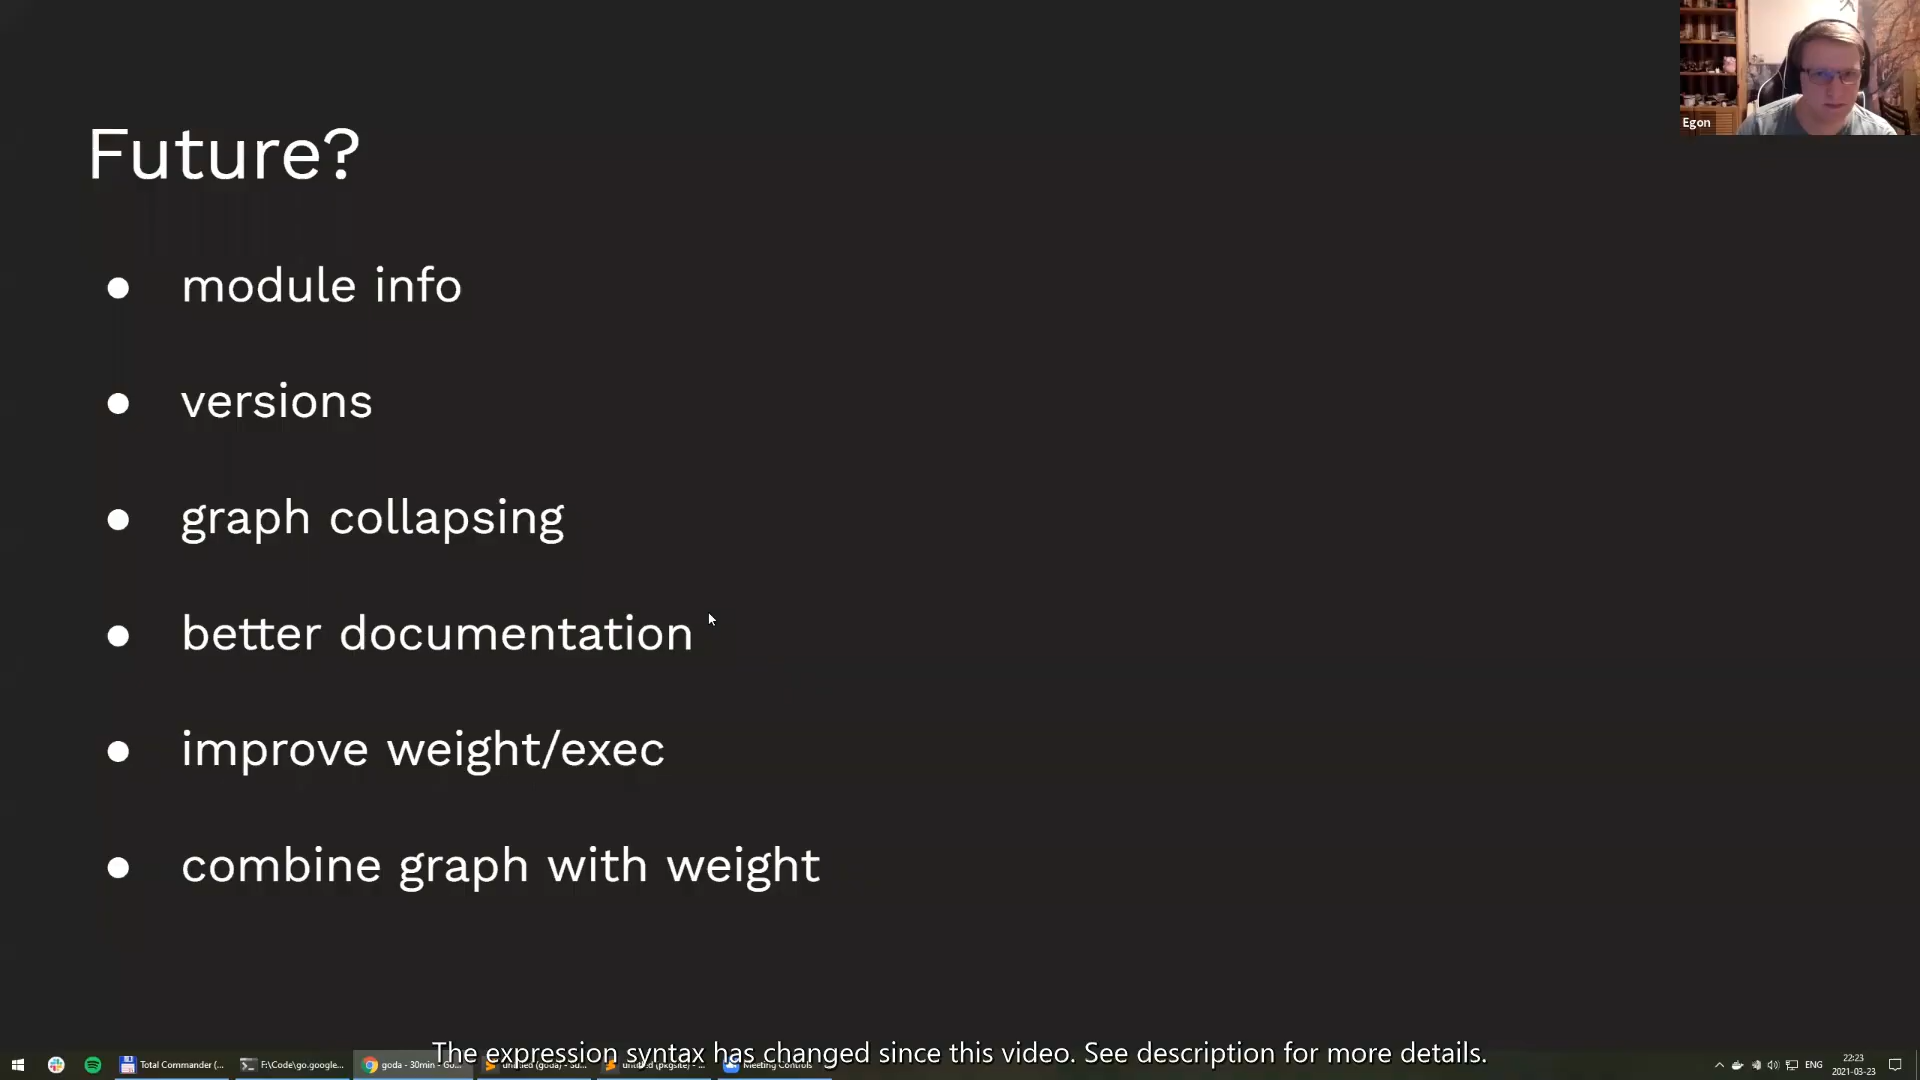 Egon
Future?
● module info
● versions
● graph collapsing
● better documentation
● improve weight/exec
● combine graph with weight
The expression syntax has changed since this video. See description for more details.
Total Commander (...
F:\Code\go.google...
goda - 30min - Go...
Meeting Controls
ENG
22:23
2021-03-23